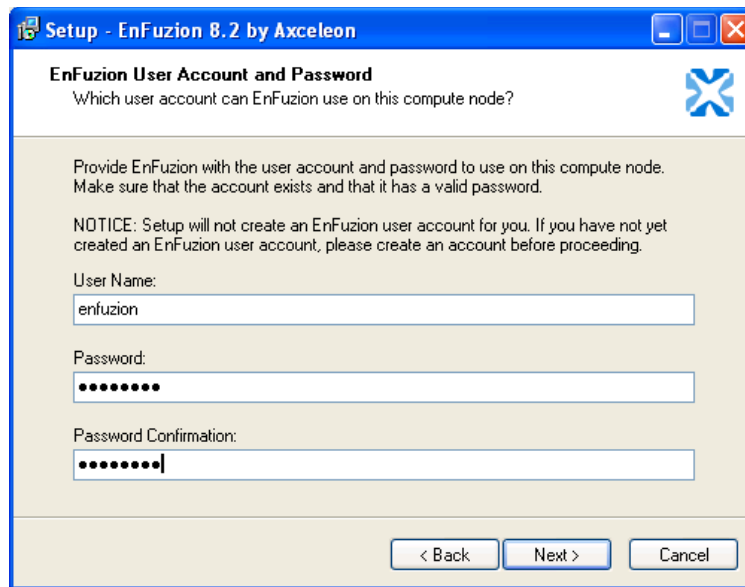 Setup - EnFuzion 8.2 by Axceleon
EnFuzion User Account and Password
Which user account can EnFuzion use on this compute node?
Provide EnFuzion with the user account and password to use on this compute node.
Make sure that the account exists and that it has a valid password.
NOTICE: Setup will not create an EnFuzion user account for you. If you have not yet
created an EnFuzion user account, please create an account before proceeding.
User Name:
enfuzion
Password:
●●●●●●●●
Password Confirmation:
●●●●●●●●
< Back
Next >
Cancel